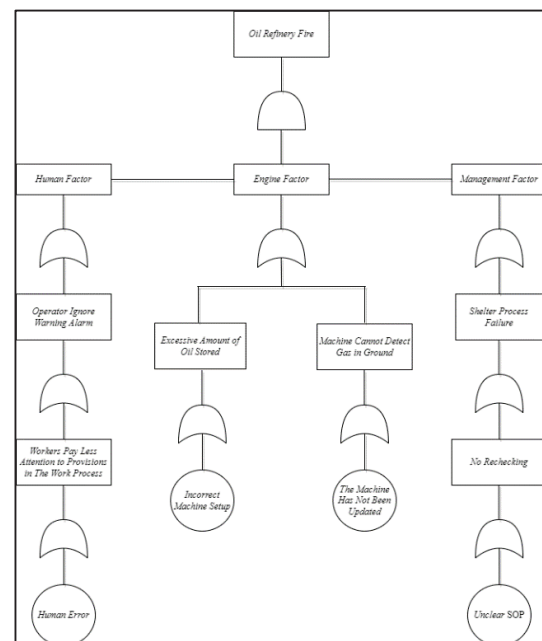 Oil Refinery Fire
Human Factor
Engine Factor
Management Factor
Operator Ignore
Warning Alarm
Excessive Amount of
Oil Stored
Machine Cannot Detect
Gas in Ground
Shelter Process
Failure
Workers Pay Less
Attention to Provisions
in The Work Process
Incorrect
Machine Setup
The Machine
Has Not Been
Updated
No Rechecking
Human Error
Unclear SOP